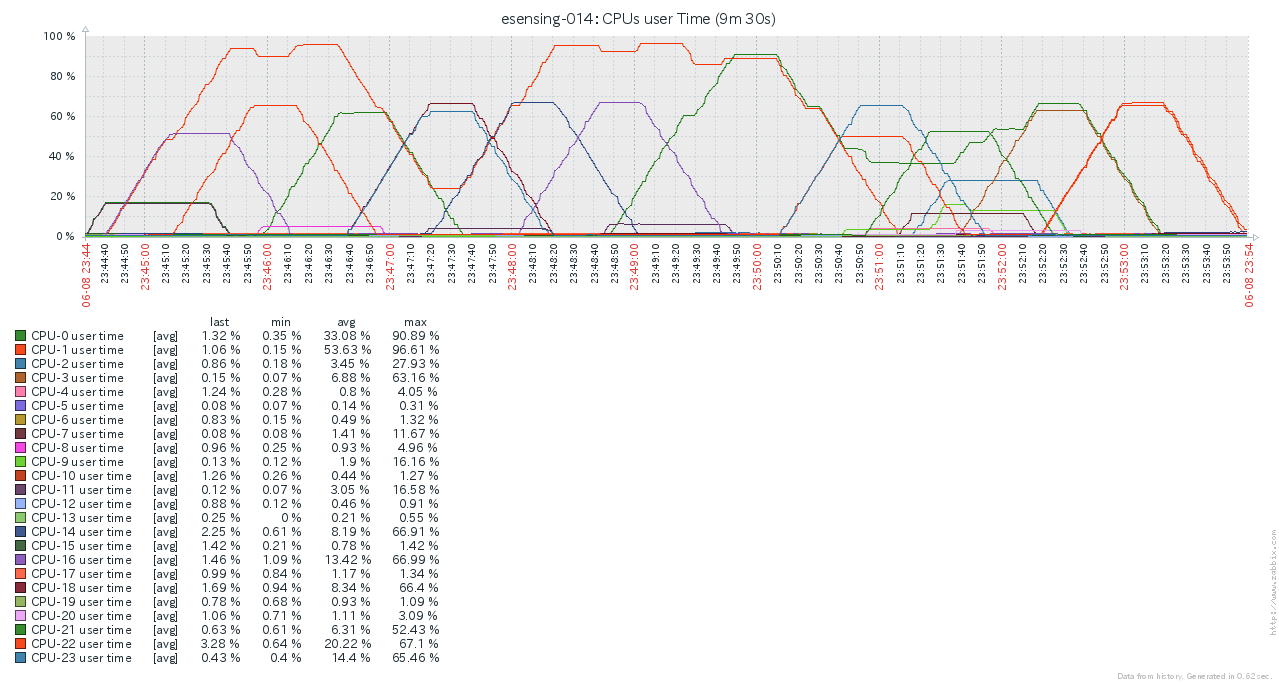 esensing-014: CPUs user Time (9m 30s)
100 %
80 %
60 %
40 %
20 %
0 %
06-08 23:44 23:44:40 23:44:50 23:45:00 23:45:10 23:45:20 23:45:30 23:45:40 23:45:50 23:46:00 23:46:10 23:46:20 23:46:30 23:46:40 23:46:50 23:47:00 23:47:10 23:47:20 23:47:30 23:47:40 23:47:50 23:48:00 23:48:10 23:48:20 23:48:30 23:48:40 23:48:50 23:49:00 23:49:10 23:49:20 23:49:30 23:49:40 23:49:50 23:50:00 23:50:10 23:50:20 23:50:30 23:50:40 23:50:50 23:51:00 23:51:10 23:51:20 23:51:30 23:51:40 23:51:50 23:52:00 23:52:10 23:52:20 23:52:30 23:52:40 23:52:50 23:53:00 23:53:10 23:53:20 23:53:30 23:53:40 23:53:50 06-08 23:54
last min avg max
CPU-0 user time [avg] 1.32 % 0.35 % 33.08 % 90.89 %
CPU-1 user time [avg] 1.06 % 0.15 % 53.63 % 96.61 %
CPU-2 user time [avg] 0.86 % 0.18 % 3.45 % 27.93 %
CPU-3 user time [avg] 0.15 % 0.07 % 6.88 % 63.16 %
CPU-4 user time [avg] 1.24 % 0.28 % 0.8 % 4.05 %
CPU-5 user time [avg] 0.08 % 0.07 % 0.14 % 0.31 %
CPU-6 user time [avg] 0.83 % 0.15 % 0.49 % 1.32 %
CPU-7 user time [avg] 0.08 % 0.08 % 1.41 % 11.67 %
CPU-8 user time [avg] 0.96 % 0.25 % 0.93 % 4.96 %
CPU-9 user time [avg] 0.13 % 0.12 % 1.9 % 16.16 %
CPU-10 user time [avg] 1.26 % 0.26 % 0.44 % 1.27 %
CPU-11 user time [avg] 0.12 % 0.07 % 3.05 % 16.58 %
CPU-12 user time [avg] 0.88 % 0.12 % 0.46 % 0.91 %
CPU-13 user time [avg] 0.25 % 0 % 0.21 % 0.55 %
CPU-14 user time [avg] 2.25 % 0.61 % 8.19 % 66.91 %
CPU-15 user time [avg] 1.42 % 0.21 % 0.78 % 1.42 %
CPU-16 user time [avg] 1.46 % 1.09 % 13.42 % 66.99 %
CPU-17 user time [avg] 0.99 % 0.84 % 1.17 % 1.34 %
CPU-18 user time [avg] 1.69 % 0.94 % 8.34 % 66.4 %
CPU-19 user time [avg] 0.78 % 0.68 % 0.93 % 1.09 %
CPU-20 user time [avg] 1.06 % 0.71 % 1.11 % 3.09 %
CPU-21 user time [avg] 0.63 % 0.61 % 6.31 % 52.43 %
CPU-22 user time [avg] 3.28 % 0.64 % 20.22 % 67.1 %
CPU-23 user time [avg] 0.43 % 0.4 % 14.4 % 65.46 %
http://www.zabbix.com
Data from history. Generated in 0.62 sec.